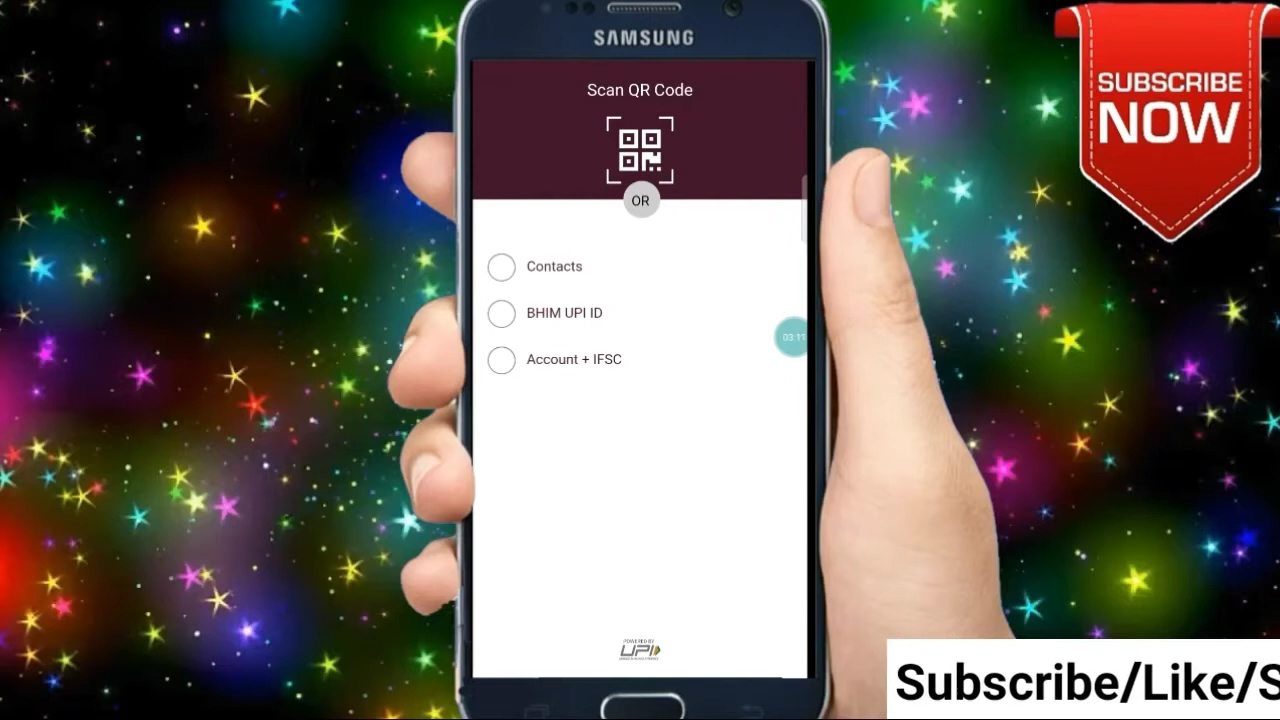 SAMSUNG
Scan QR Code
OR
Contacts
BHIM UPI ID
Account + IFSC
POWERED BY
UPI
SUBSCRIBE
NOW
Subscribe/Like/S